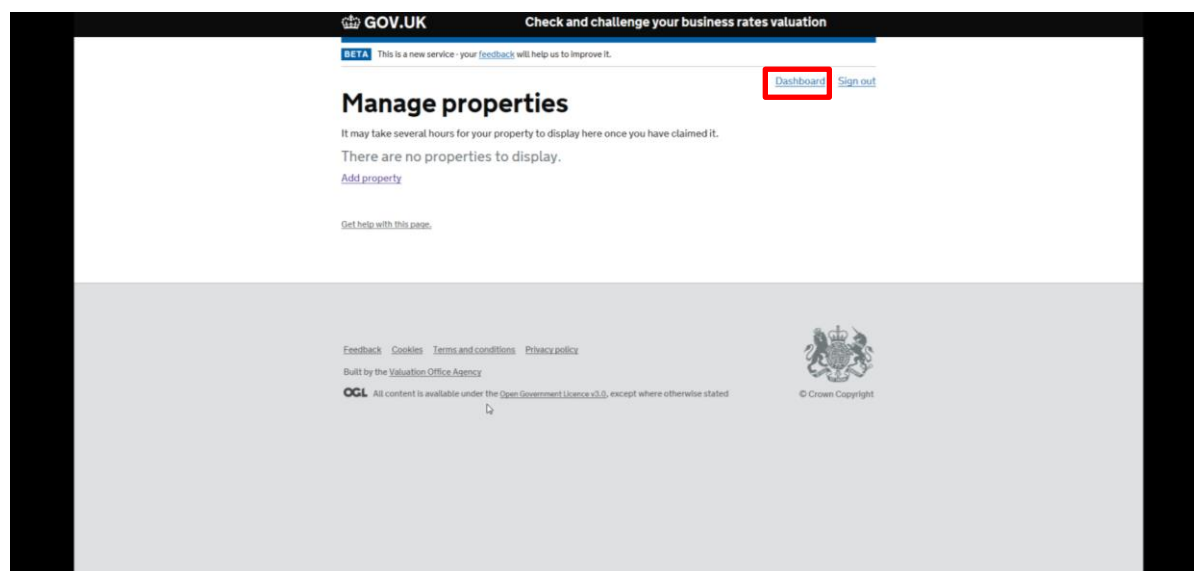 GOV.UK Check and challenge your business rates valuation
BETA This is a new service - your feedback will help us to improve it.
Dashboard Sign out
Manage properties
It may take several hours for your property to display here once you have claimed it.
There are no properties to display.
Add property
Get help with this page.
Feedback Cookies Terms and conditions Privacy policy
Built by the Valuation Office Agency
OGL All content is available under the Open Government Licence v3.0, except where otherwise stated
© Crown Copyright